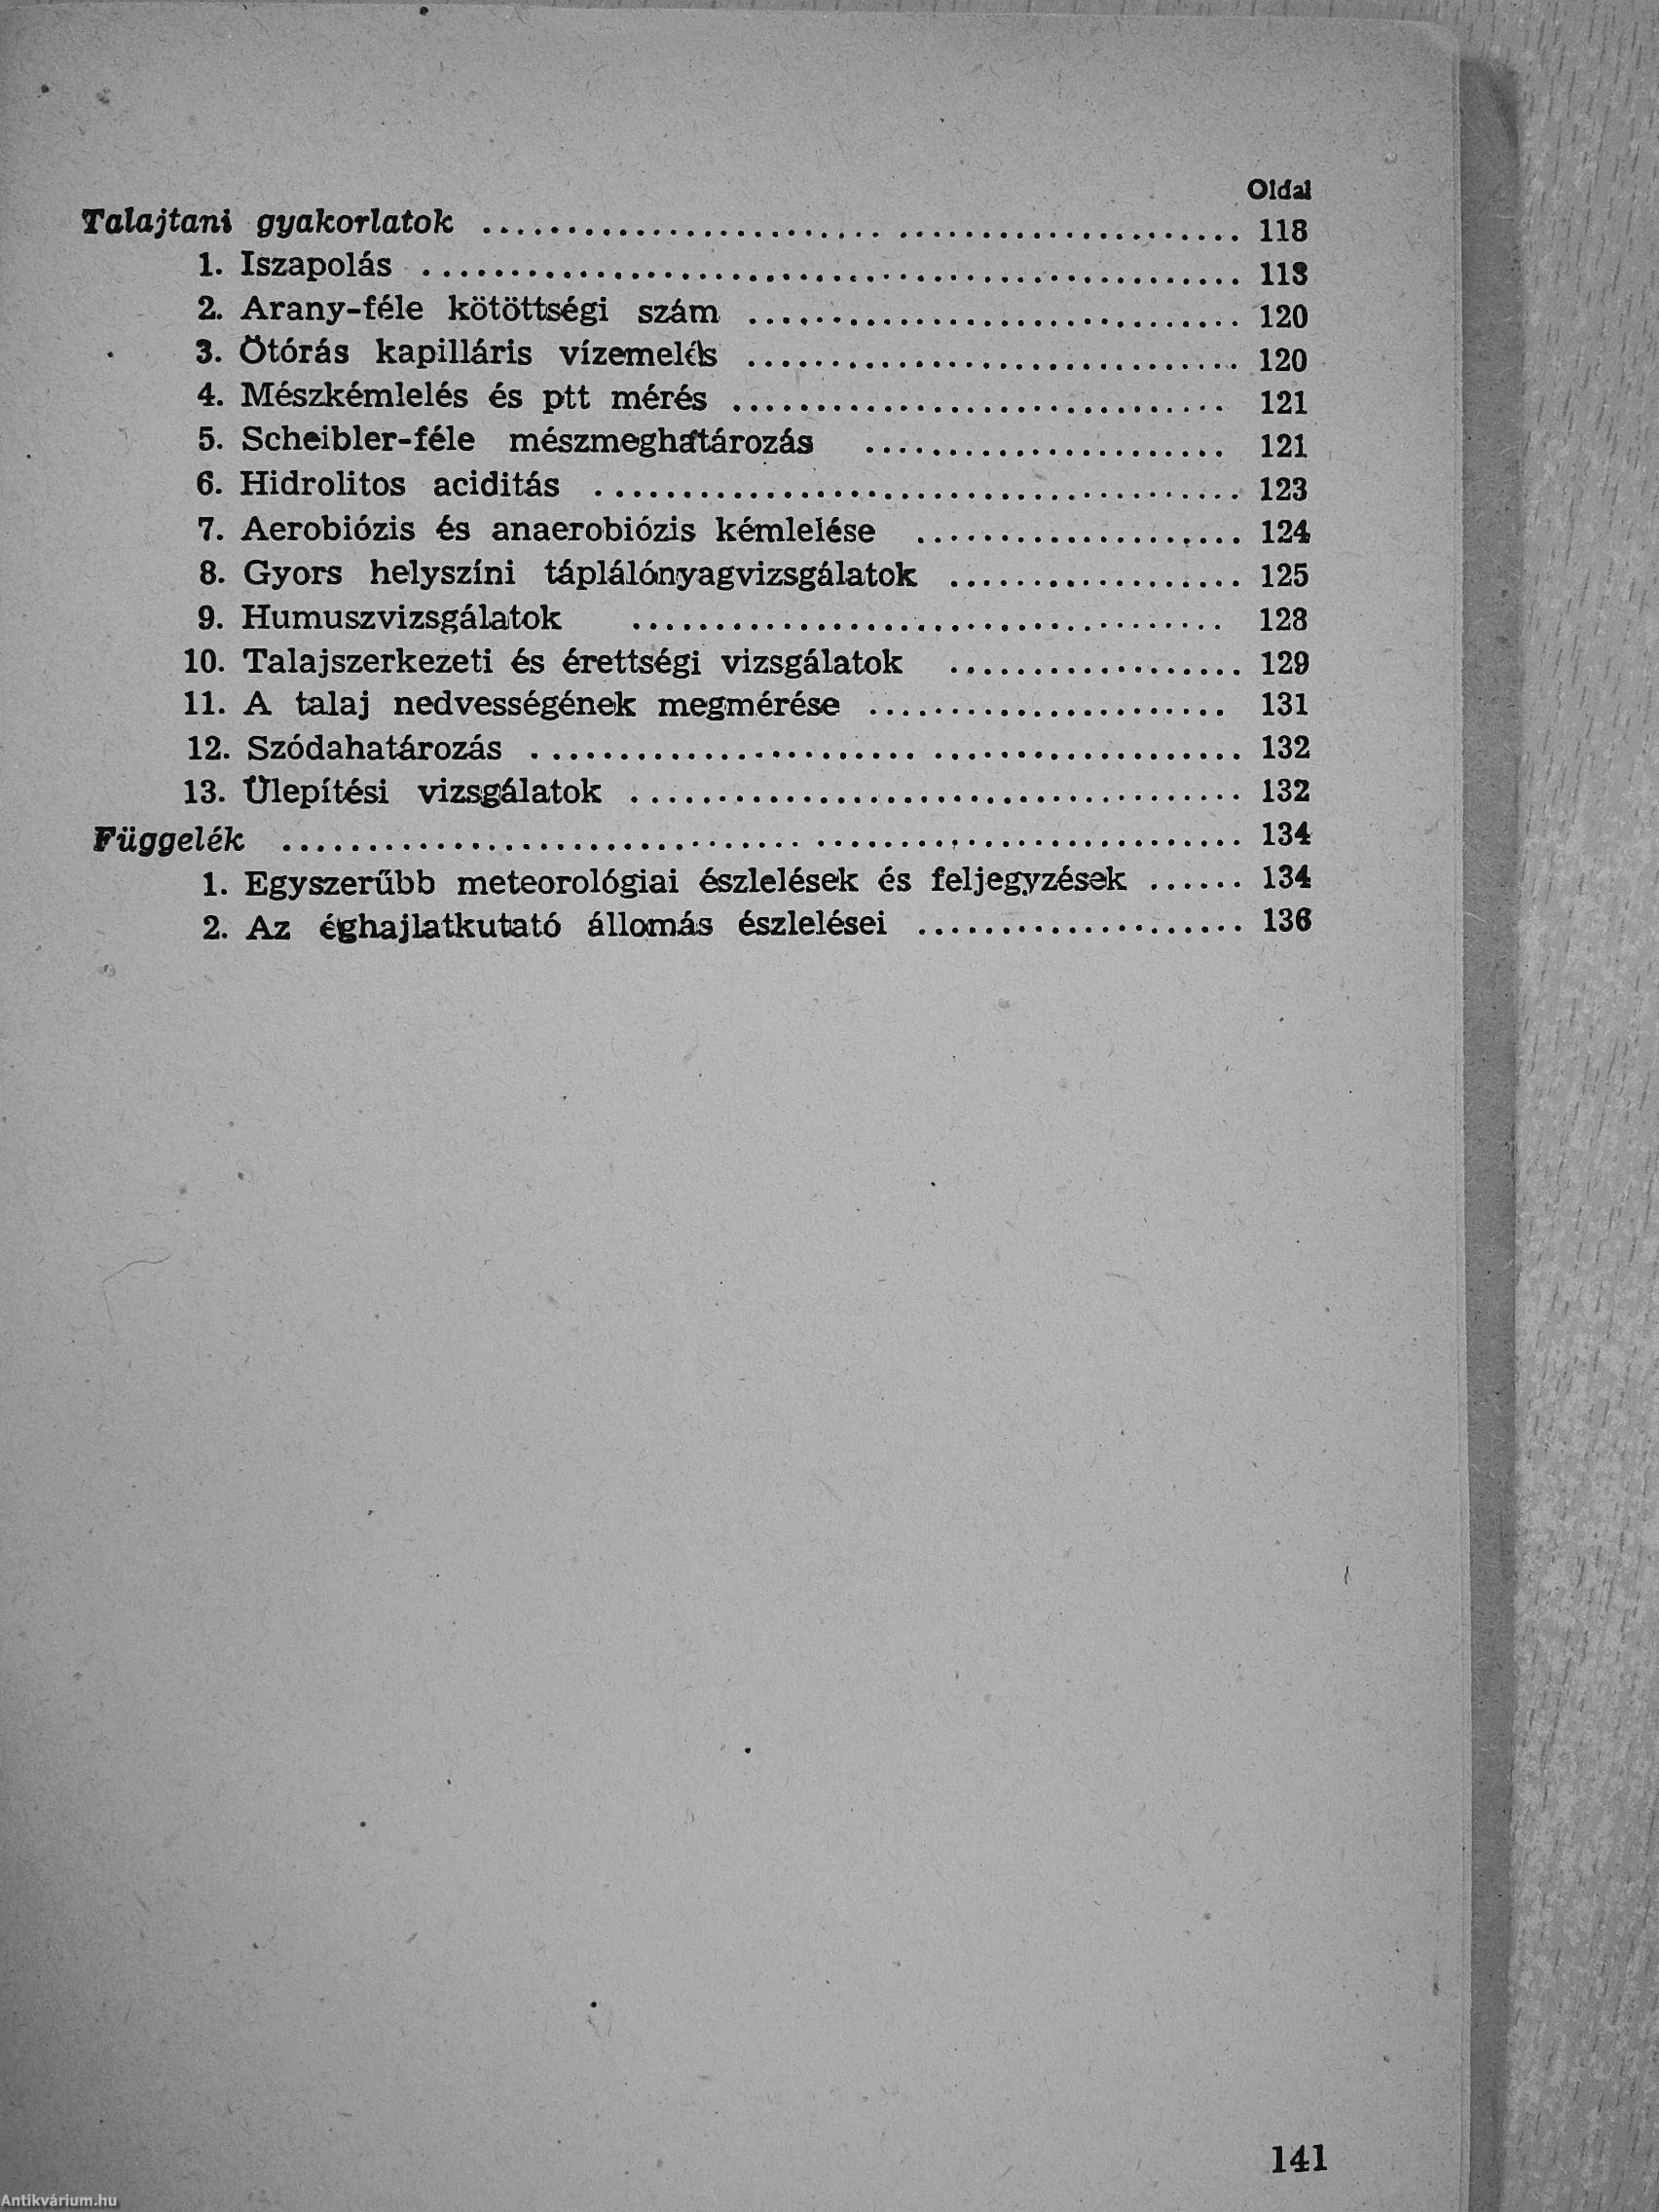 Oldal
Talajtani gyakorlatok ........................................ 118
1. Iszapolás ........................................ 118
2. Arany-féle kötöttségi szám .............................. 120
3. Ötórás kapilláris vízemelés .............................. 120
4. Mészkémlelés és ptt mérés .............................. 121
5. Scheibler-féle mészmeghatározás ...................... 121
6. Hidrolitos aciditás ........................................ 123
7. Aerobiózis és anaerobiózis kémlelése .................... 124
8. Gyors helyszíni táplálónyagvizsgálatok .................. 125
9. Humuszvizsgálatok .................................... 128
10. Talajszerkezeti és érettségi vizsgálatok .................. 129
11. A talaj nedvességének megmérése ...................... 131
12. Szódahatározás ........................................ 132
13. Ülepítési vizsgálatok ...................................... 132
Függelék .................................................. 134
1. Egyszerűbb meteorológiai észlelések és feljegyzések ...... 134
2. Az éghajlatkutató állomás észlelései .................... 136
141
Antikvárium.hu